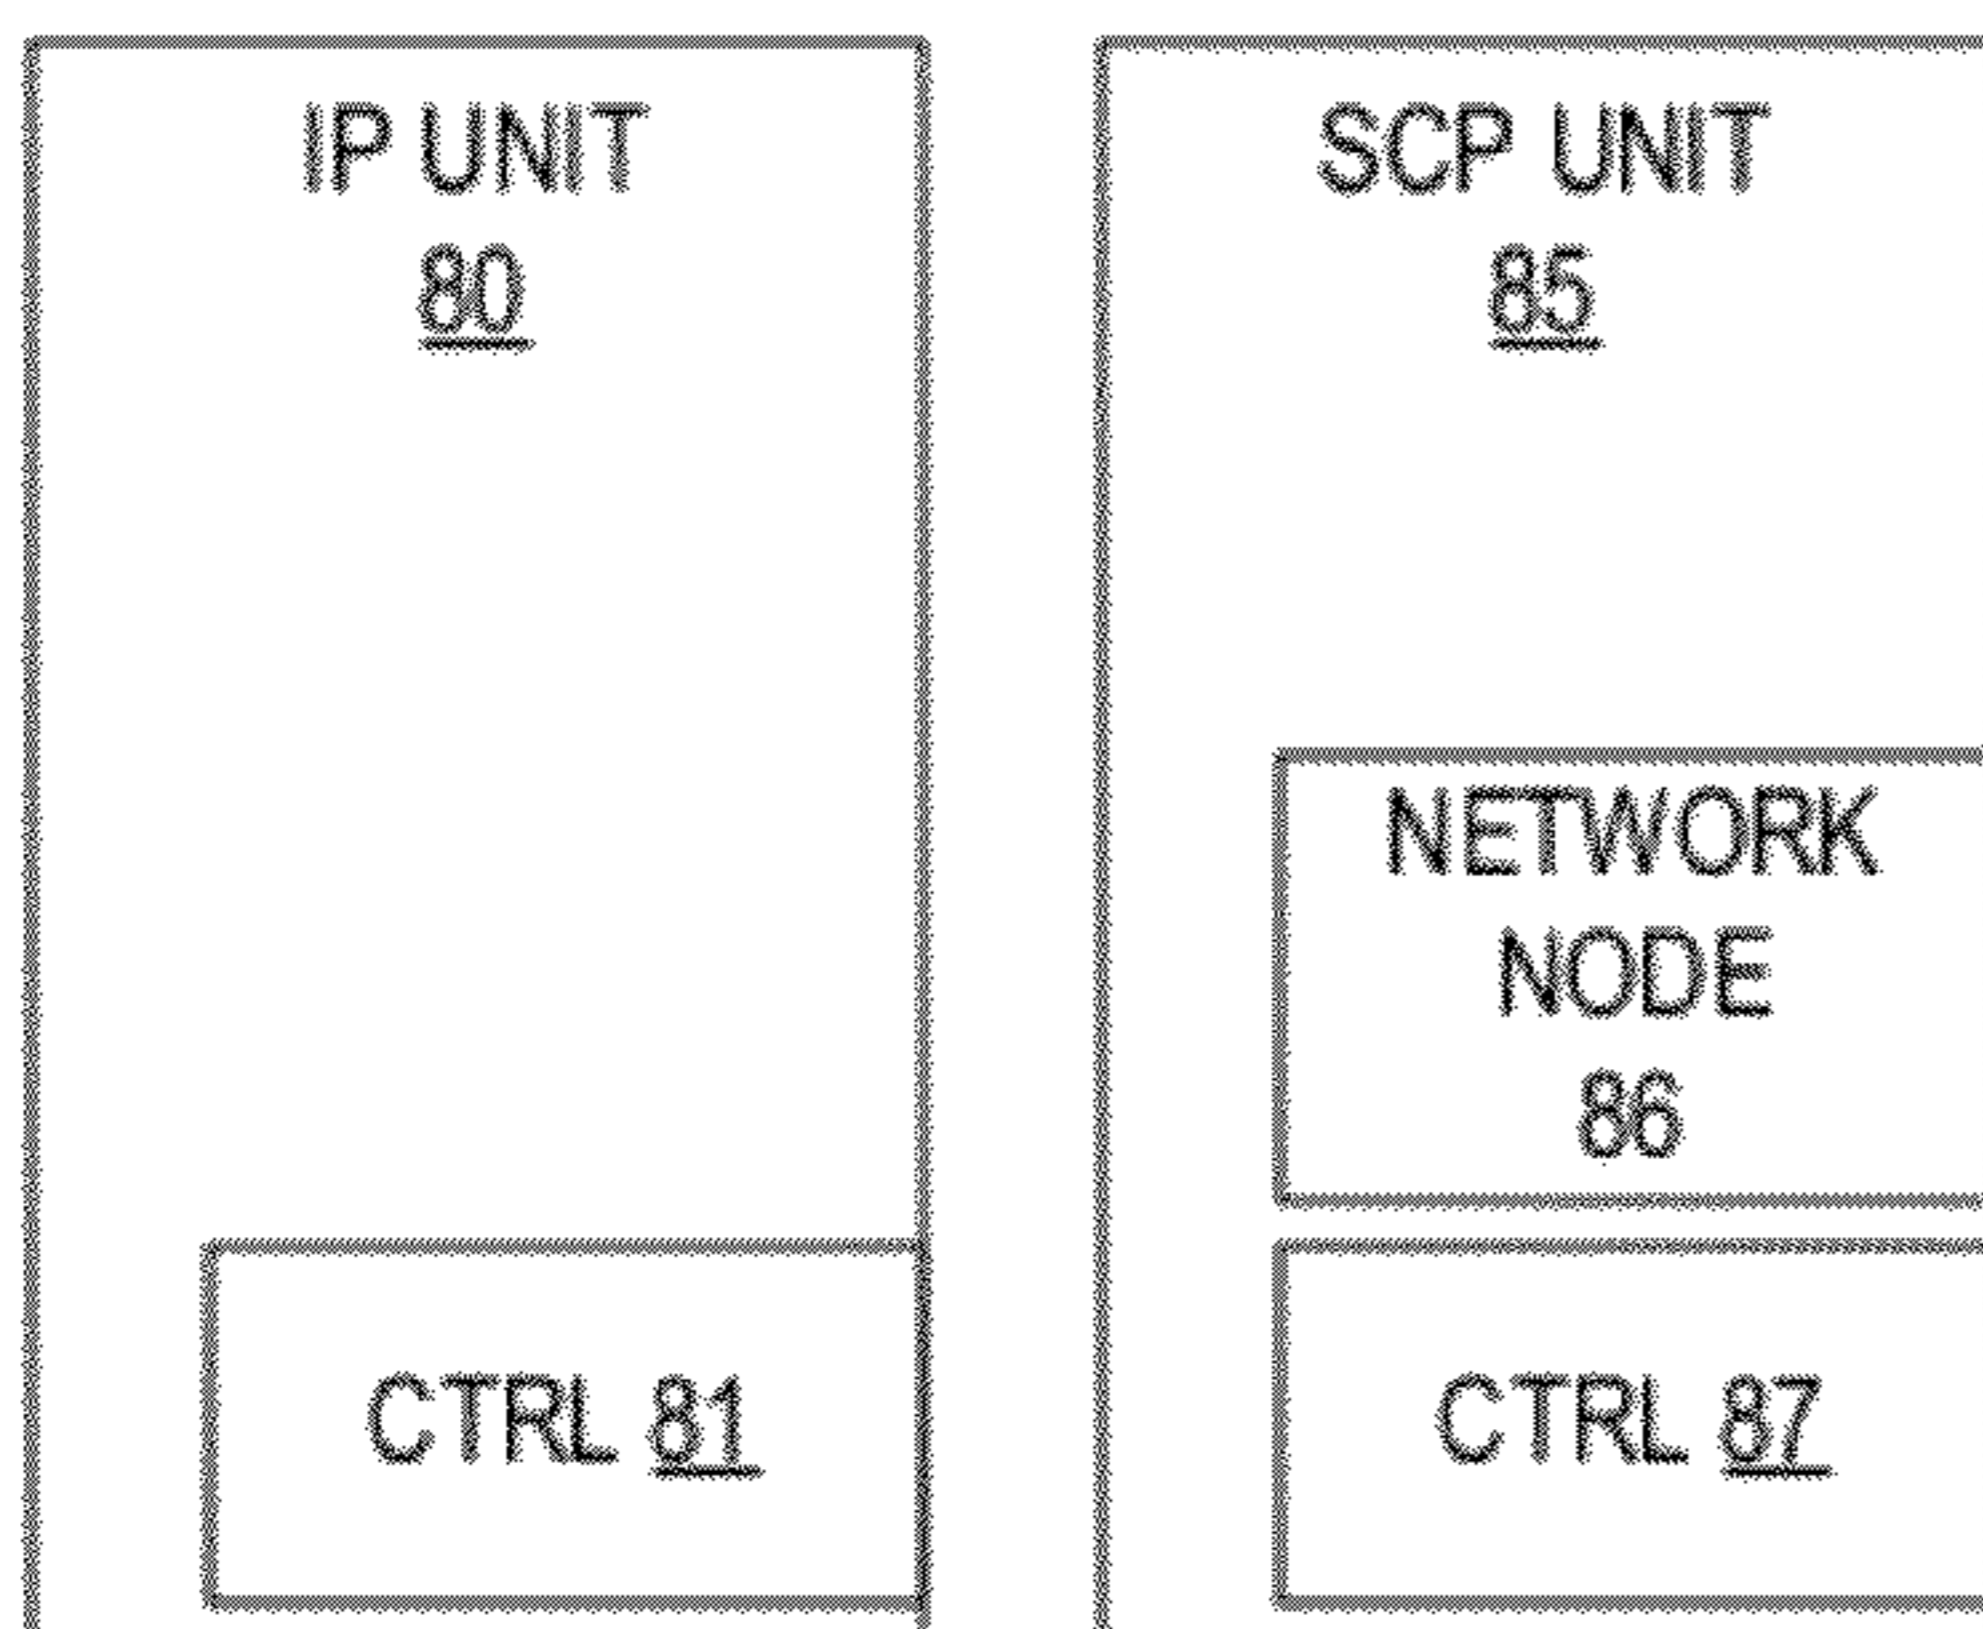 IP UNIT
80
CTRL 81
SCP UNIT
85
NETWORK
NODE
86
CTRL 87